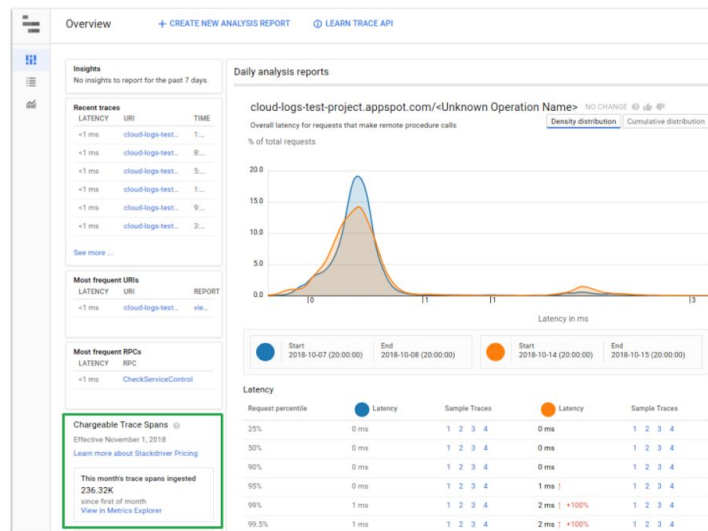 Overview
+ CREATE NEW ANALYSIS REPORT
LEARN TRACE API
Insights
No insights to report for the past 7 days.
Recent traces
LATENCY URI TIME
<1 ms cloud-logs-test... 1:...
<1 ms cloud-logs-test... 8:...
<1 ms cloud-logs-test... 5:...
<1 ms cloud-logs-test... 1:...
<1 ms cloud-logs-test... 9:...
<1 ms cloud-logs-test... 3:...
See more ...
Most frequent URIs
LATENCY URI REPORT
<1 ms cloud-logs-test... vie...
Most frequent RPCs
LATENCY RPC
<1 ms CheckServiceControl
Chargeable Trace Spans
Effective November 1, 2018
Learn more about Stackdriver Pricing
This month's trace spans ingested
236.32K
since first of month
View in Metrics Explorer
Daily analysis reports
cloud-logs-test-project.appspot.com/<Unknown Operation Name> NO CHANGE
Overall latency for requests that make remote procedure calls
Density distribution Cumulative distribution
% of total requests
20.0
15.0
10.0
5.0
0.0
0 1 1 3
Latency in ms
Start End
2018-10-07 (20:00:00) 2018-10-08 (20:00:00)
Start End
2018-10-14 (20:00:00) 2018-10-15 (20:00:00)
Latency
Request percentile Latency Sample Traces Latency Sample Traces
25% 0 ms 1 2 3 4 0 ms 1 2 3 4
50% 0 ms 1 2 3 4 0 ms 1 2 3 4
90% 0 ms 1 2 3 4 0 ms 1 2 3 4
95% 0 ms 1 2 3 4 1 ms 1 2 3 4
99% 1 ms 1 2 3 4 2 ms +100% 1 2 3 4
99.5% 1 ms 1 2 3 4 2 ms +100% 1 2 3 4